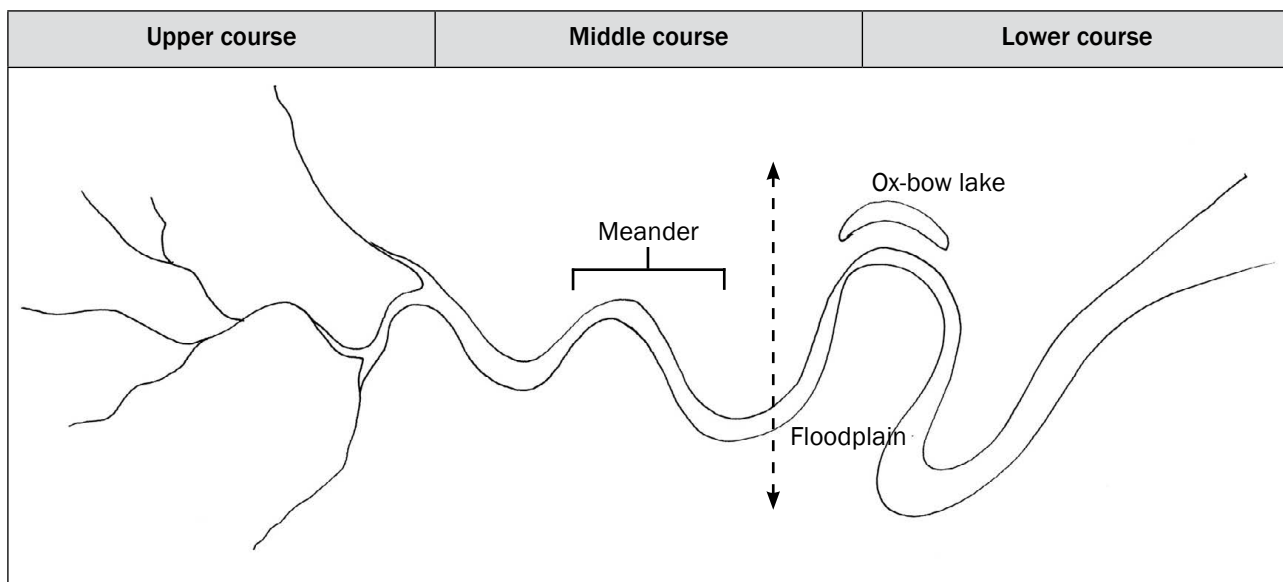 Upper course
Middle course
Lower course
Ox-bow lake
Meander
Floodplain